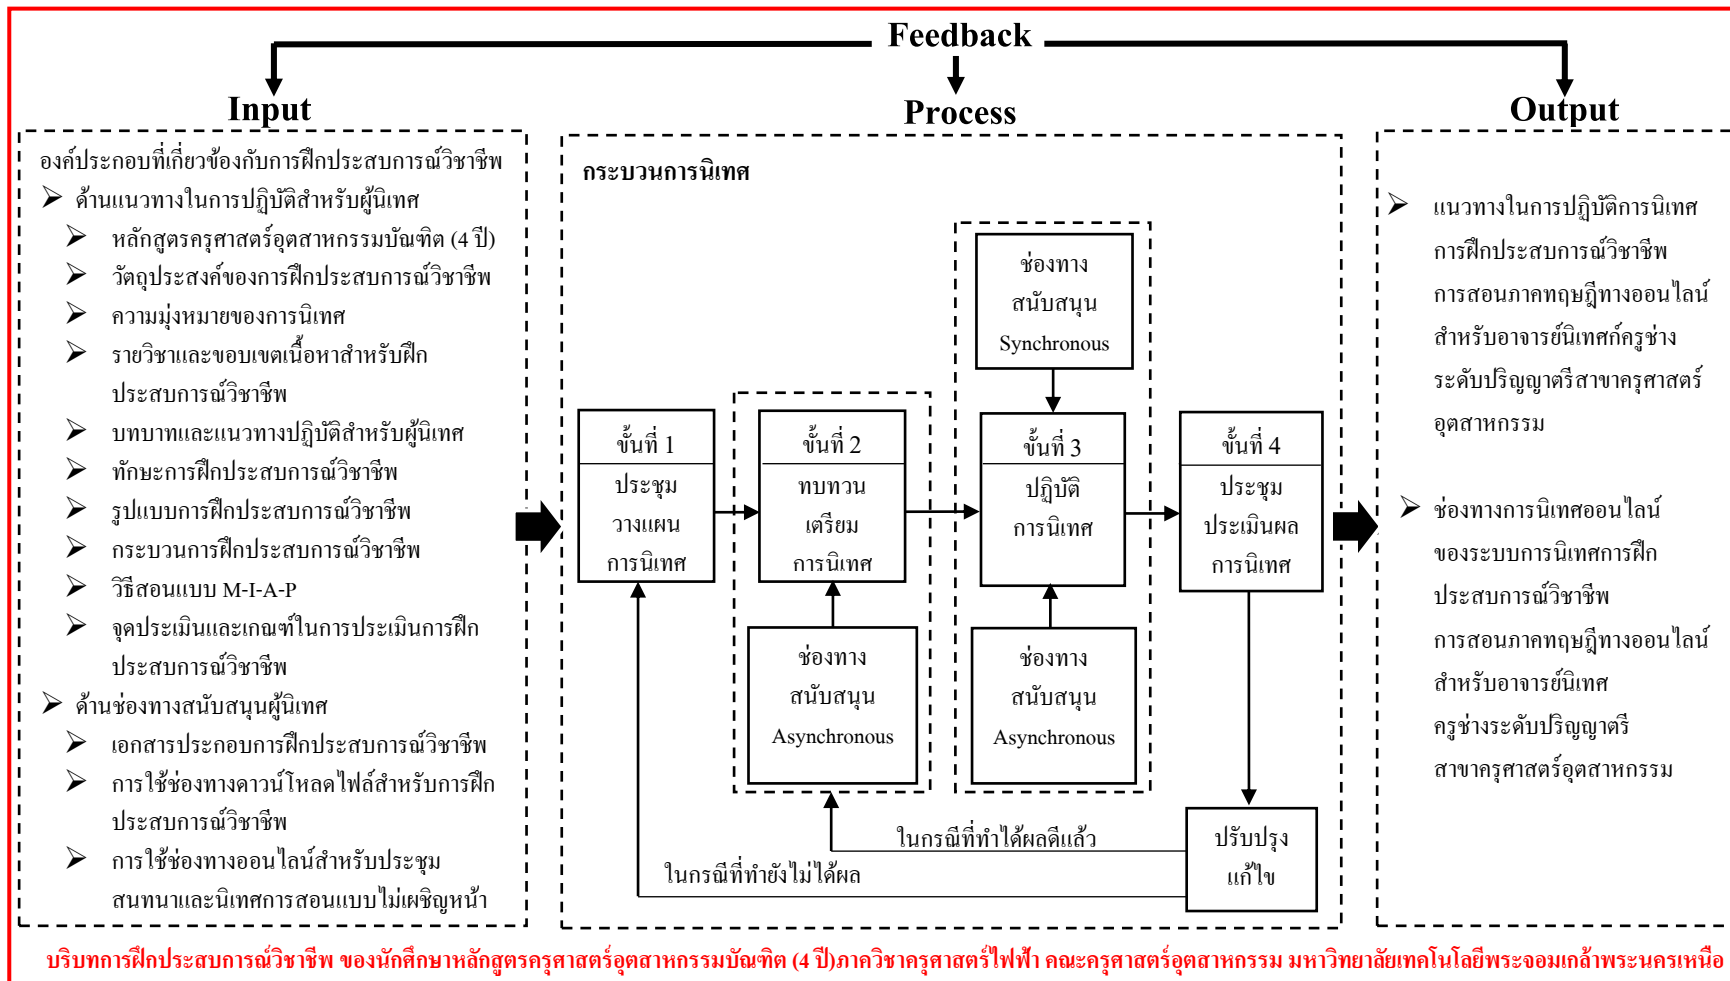 Feedback
Input
Process
Output
องค์ประกอบที่เกี่ยวข้องกับการฝึกประสบการณ์วิชาชีพ
ด้านแนวทางในการปฏิบัติสำหรับผู้นิเทศ
หลักสูตรครุศาสตร์อุตสาหกรรมบัณฑิต (4 ปี)
วัตถุประสงค์ของการฝึกประสบการณ์วิชาชีพ
ความมุ่งหมายของการนิเทศ
รายวิชาและขอบเขตเนื้อหาสำหรับฝึก
ประสบการณ์วิชาชีพ
บทบาทและแนวทางปฏิบัติสำหรับผู้นิเทศ
ทักษะการฝึกประสบการณ์วิชาชีพ
รูปแบบการฝึกประสบการณ์วิชาชีพ
กระบวนการฝึกประสบการณ์วิชาชีพ
วิธีสอนแบบ M-I-A-P
จุดประเมินและเกณฑ์ในการประเมินการฝึก
ประสบการณ์วิชาชีพ
ด้านช่องทางสนับสนุนผู้นิเทศ
เอกสารประกอบการฝึกประสบการณ์วิชาชีพ
การใช้ช่องทางดาวน์โหลดไฟล์สำหรับการฝึก
ประสบการณ์วิชาชีพ
การใช้ช่องทางออนไลน์สำหรับประชุม
สนทนาและนิเทศการสอนแบบไม่เผชิญหน้า
กระบวนการนิเทศ
ขั้นที่ 1
ประชุม
วางแผน
การนิเทศ
ขั้นที่ 2
ทบทวน
เตรียม
การนิเทศ
ช่องทาง
สนับสนุน
Asynchronous
ช่องทาง
สนับสนุน
Synchronous
ขั้นที่ 3
ปฏิบัติ
การนิเทศ
ช่องทาง
สนับสนุน
Asynchronous
ขั้นที่ 4
ประชุม
ประเมินผล
การนิเทศ
ปรับปรุง
แก้ไข
ในกรณีที่ทำได้ผลดีแล้ว
ในกรณีที่ทำยังไม่ได้ผล
แนวทางในการปฏิบัติการนิเทศ
การฝึกประสบการณ์วิชาชีพ
การสอนภาคทฤษฎีทางออนไลน์
สำหรับอาจารย์นิเทศก์ครูช่าง
ระดับปริญญาตรีสาขาครุศาสตร์
อุตสาหกรรม
ช่องทางการนิเทศออนไลน์
ของระบบการนิเทศการฝึก
ประสบการณ์วิชาชีพ
การสอนภาคทฤษฎีทางออนไลน์
สำหรับอาจารย์นิเทศ
ครูช่างระดับปริญญาตรี
สาขาครุศาสตร์อุตสาหกรรม
บริบทการฝึกประสบการณ์วิชาชีพ ของนักศึกษาหลักสูตรครุศาสตร์อุตสาหกรรมบัณฑิต (4 ปี)ภาควิชาครุศาสตร์ไฟฟ้า คณะครุศาสตร์อุตสาหกรรม มหาวิทยาลัยเทคโนโลยีพระจอมเกล้าพระนครเหนือ